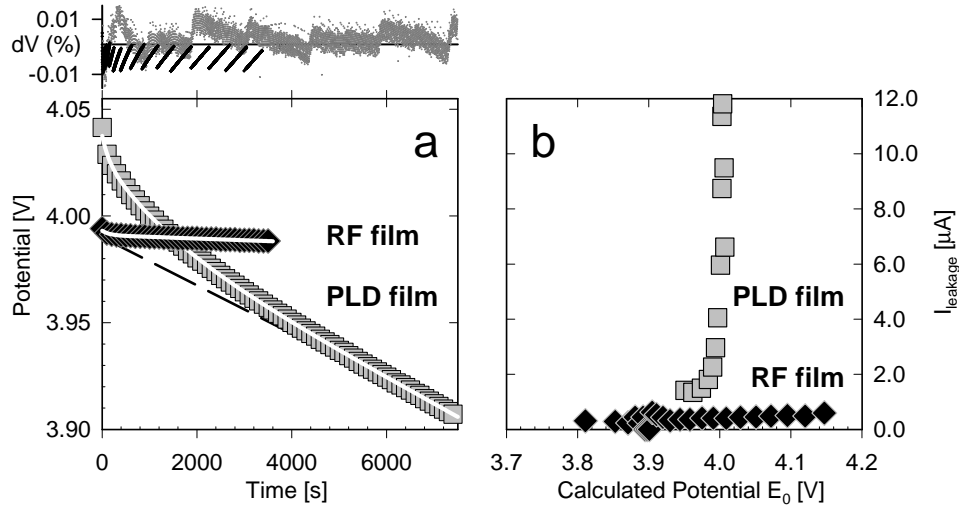 0.01
dV (%)
-0.01
4.05
4.00
3.95
3.90
Potential [V]
a
RF film
PLD film
0
2000
4000
6000
Time [s]
b
PLD film
RF film
12.0
10.0
8.0
6.0
4.0
2.0
0.0
I_leakage [µA]
3.7
3.8
3.9
4.0
4.1
4.2
Calculated Potential E₀ [V]